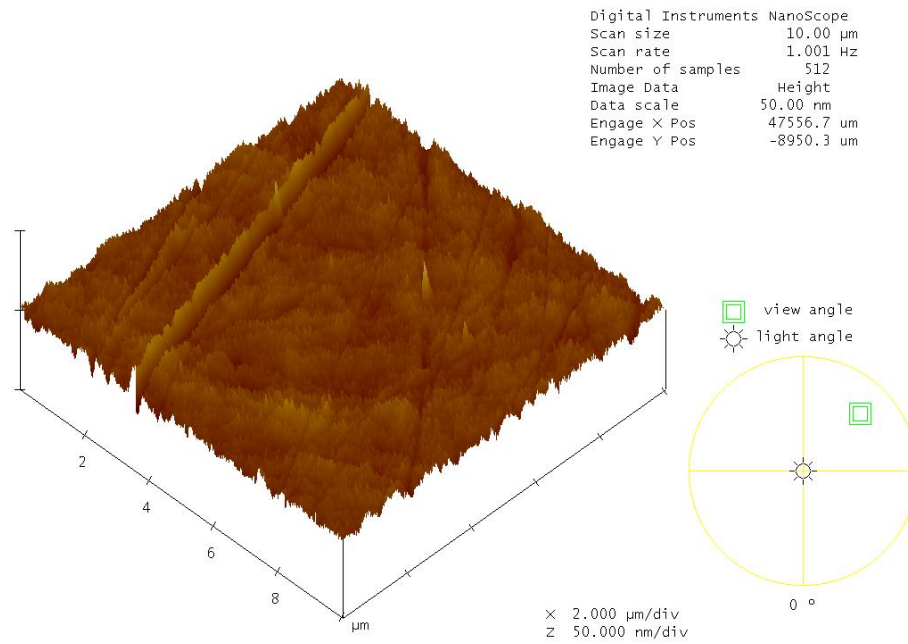 Digital Instruments NanoScope
Scan size 10.00 µm
Scan rate 1.001 Hz
Number of samples 512
Image Data Height
Data scale 50.00 nm
Engage X Pos 47556.7 um
Engage Y Pos -8950.3 um
view angle
light angle
2
4
6
8
µm
0 º
X 2.000 µm/div
Z 50.000 nm/div